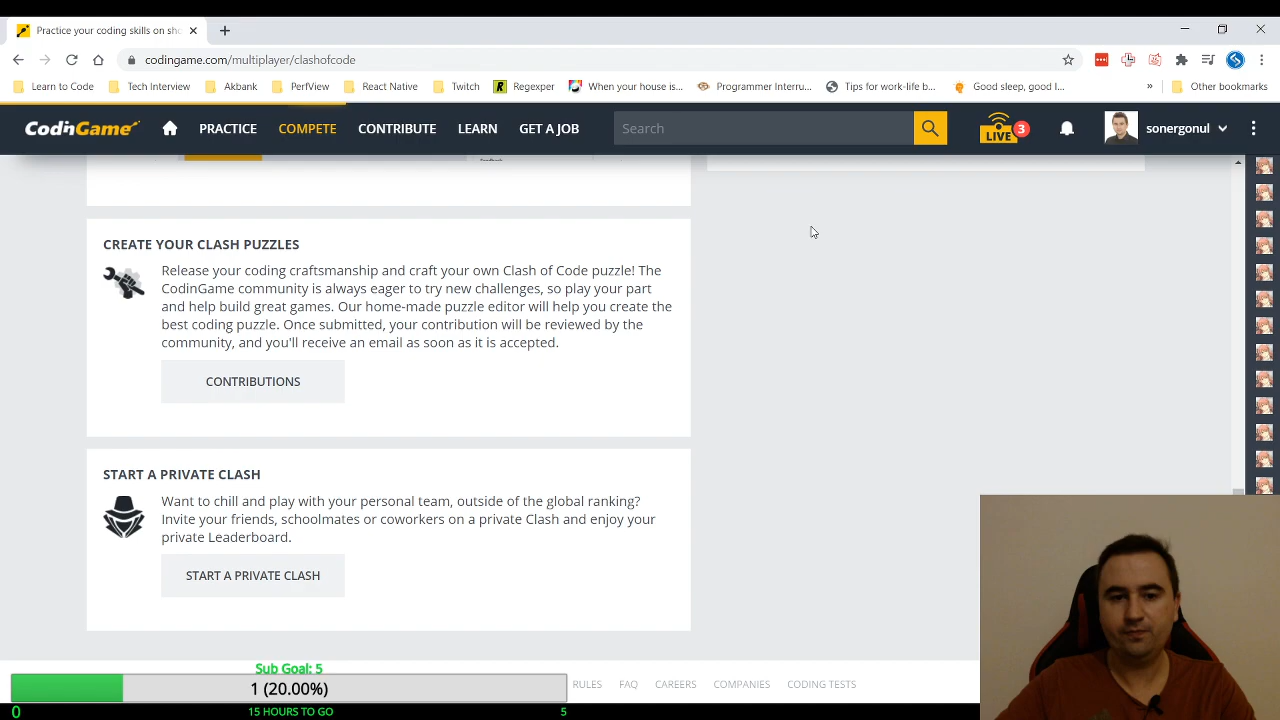 Practice your coding skills on sho
codingame.com/multiplayer/clashofcode
Learn to Code Tech Interview Akbank PerfView React Native Twitch Regexper When your house is... Programmer Interru... Tips for work-life b... Good sleep, good l... » Other bookmarks
CODINGAME PRACTICE COMPETE CONTRIBUTE LEARN GET A JOB Search LIVE 3 sonergonul
CREATE YOUR CLASH PUZZLES
Release your coding craftsmanship and craft your own Clash of Code puzzle! The
CodinGame community is always eager to try new challenges, so play your part
and help build great games. Our home-made puzzle editor will help you create the
best coding puzzle. Once submitted, your contribution will be reviewed by the
community, and you'll receive an email as soon as it is accepted.
CONTRIBUTIONS
START A PRIVATE CLASH
Want to chill and play with your personal team, outside of the global ranking?
Invite your friends, schoolmates or coworkers on a private Clash and enjoy your
private Leaderboard.
START A PRIVATE CLASH
Sub Goal: 5
1 (20.00%)
0 15 HOURS TO GO 5
RULES FAQ CAREERS COMPANIES CODING TESTS